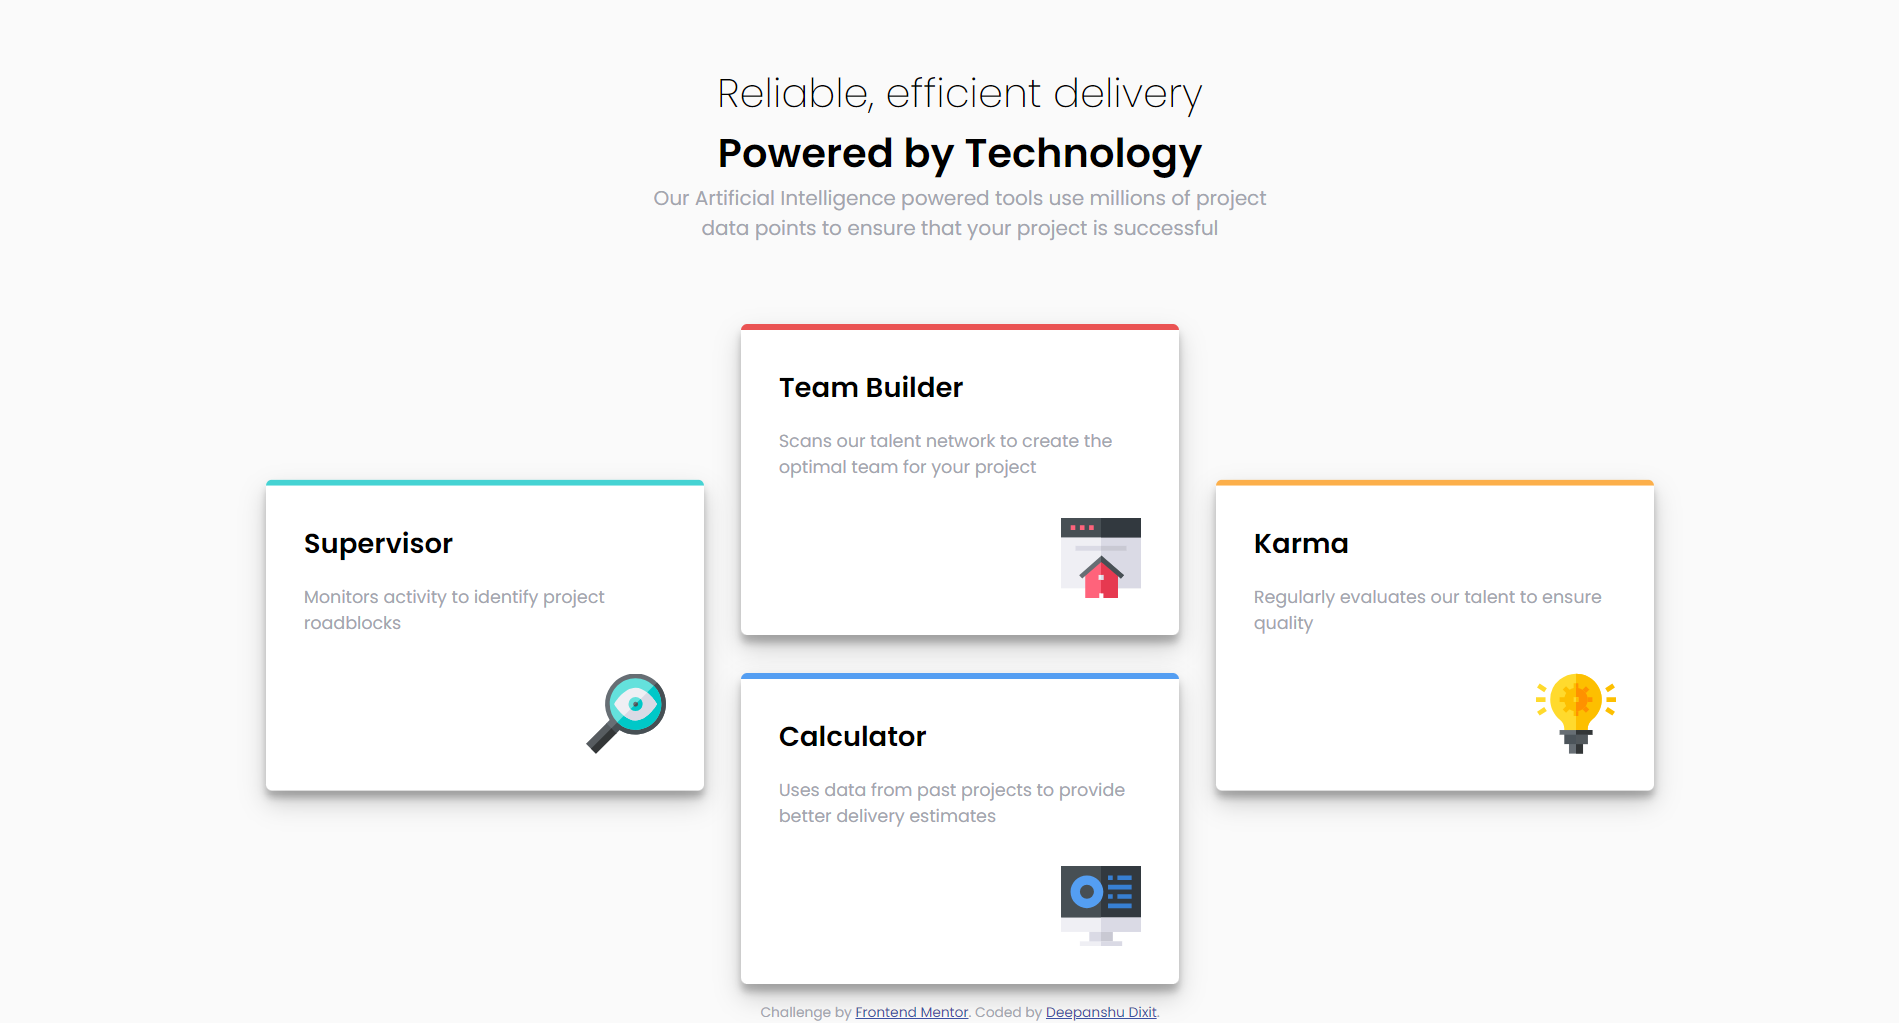 Reliable, efficient delivery
Powered by Technology
Our Artificial Intelligence powered tools use millions of project
data points to ensure that your project is successful
Supervisor
Monitors activity to identify project
roadblocks
Team Builder
Scans our talent network to create the
optimal team for your project
Calculator
Uses data from past projects to provide
better delivery estimates
Karma
Regularly evaluates our talent to ensure
quality
Challenge by Frontend Mentor. Coded by Deepanshu Dixit.